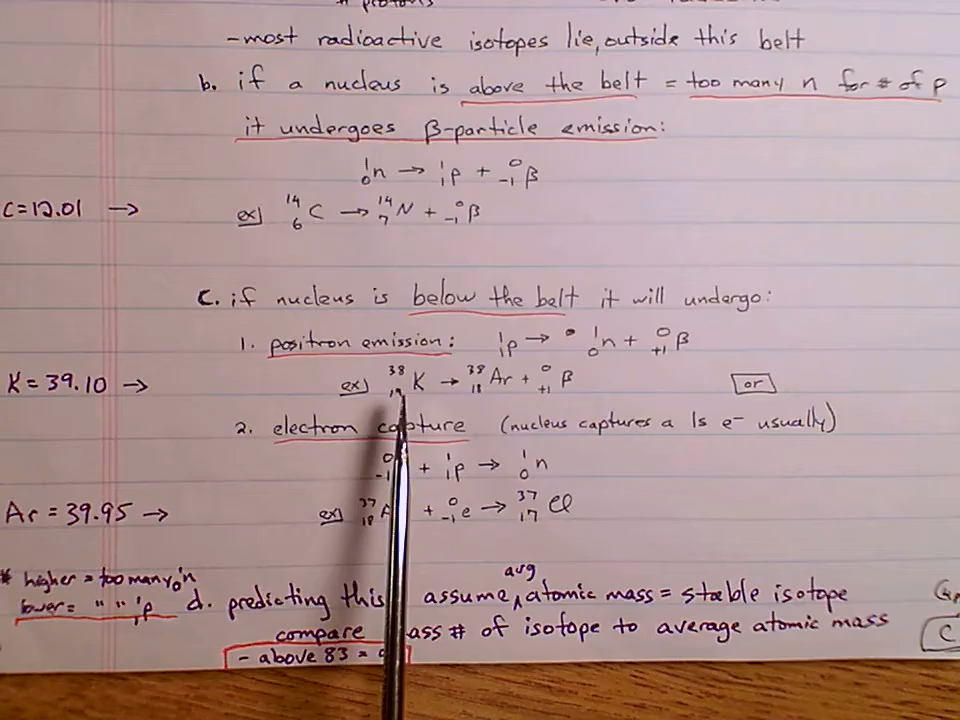 # protons
-most radioactive isotopes lie, outside this belt
b. if a nucleus is above the belt = too many n for # of p
it undergoes β-particle emission:
¹₀n → ¹₁p + ⁰₋₁β
C=12.01 → ex) ¹⁴₆C → ¹⁴₇N + ⁰₋₁β
c. if nucleus is below the belt it will undergo:
1. positron emission: ¹₁p → ¹₀n + ⁰₊₁β
K = 39.10 → ex) ³⁸₁₉K → ³⁸₁₈Ar + ⁰₊₁β or
2. electron capture (nucleus captures a 1s e⁻ usually)
⁰₋₁ + ¹₁p → ¹₀n
Ar = 39.95 → ex) ³⁷₁₈A + ⁰₋₁e → ³⁷₁₇Cl
* higher = too many ¹₀n
lower = " " ¹₁p
d. predicting this assume avg atomic mass = stable isotope
compare mass # of isotope to average atomic mass
- above 83 =
C